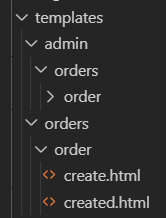 templates
admin
orders
order
orders
order
<> create.html
<> created.html